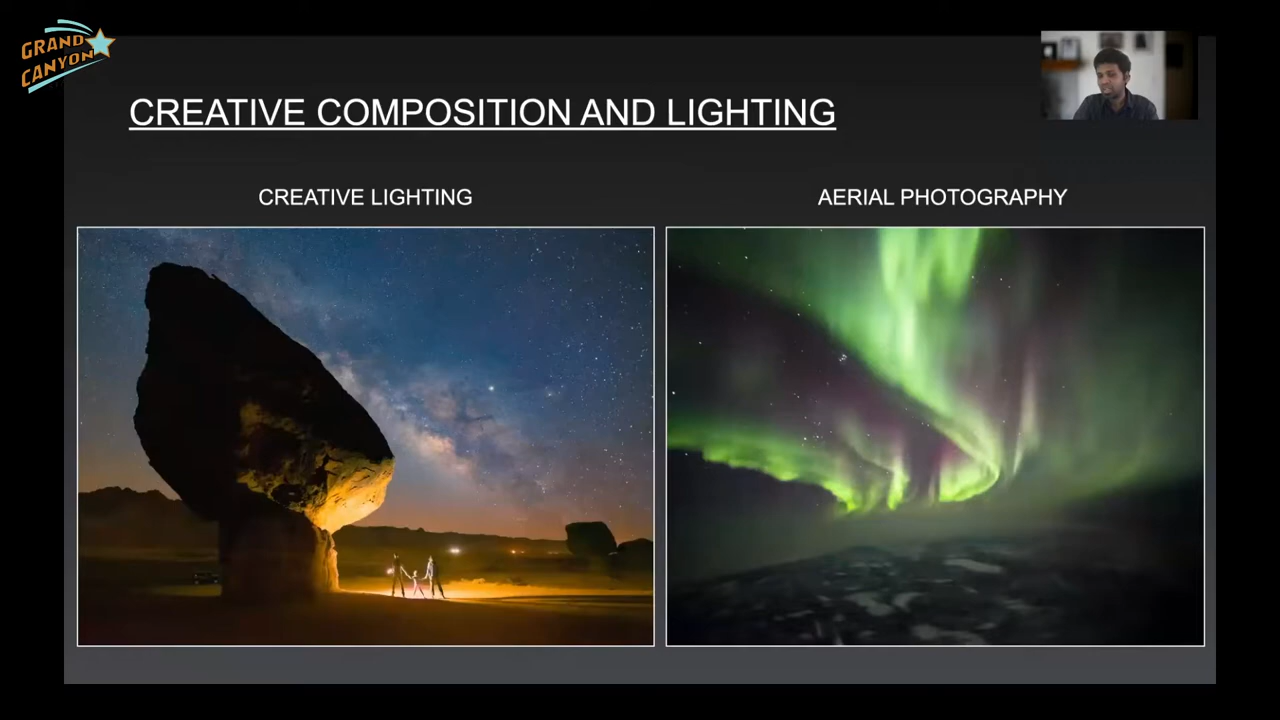 GRAND
CANYON
CREATIVE COMPOSITION AND LIGHTING
CREATIVE LIGHTING
AERIAL PHOTOGRAPHY